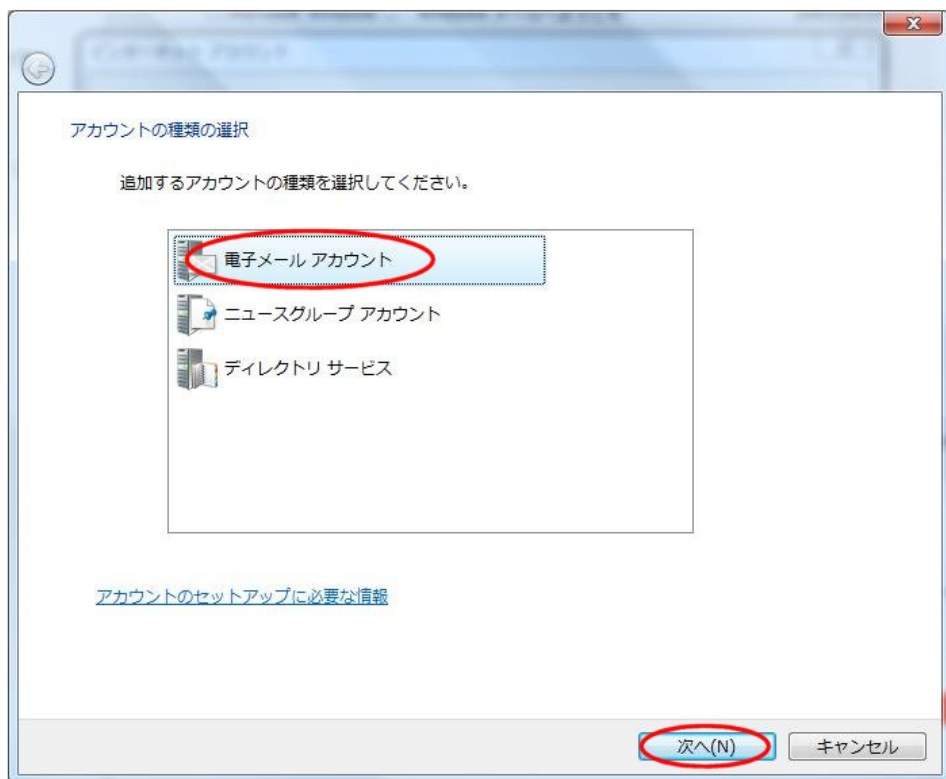 アカウントの種類の選択
追加するアカウントの種類を選択してください。
電子メール アカウント
ニュースグループ アカウント
ディレクトリ サービス
アカウントのセットアップに必要な情報
次へ(N)
キャンセル